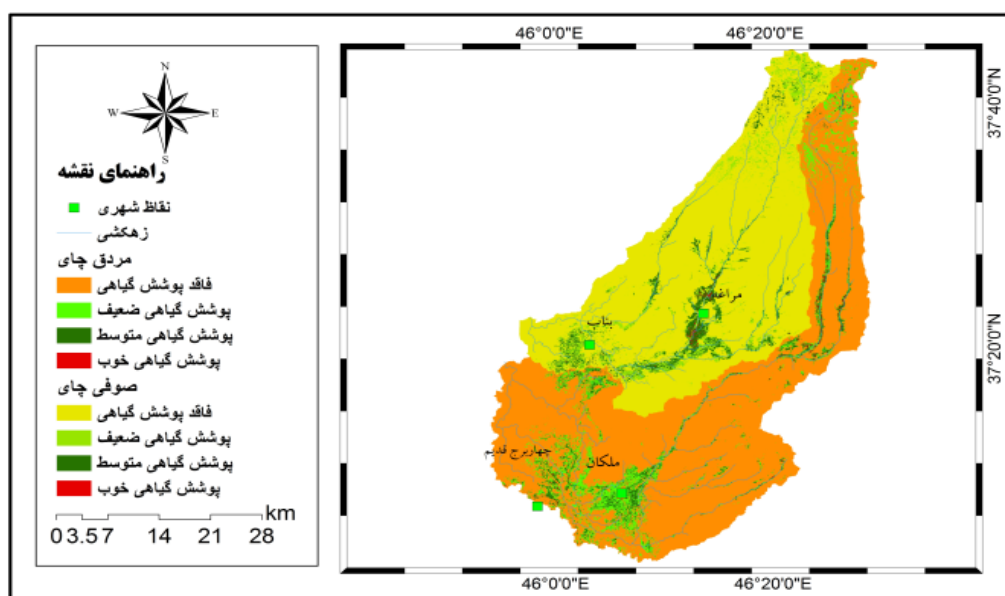 46°0'0"E 46°20'0"E
N
W E
S
راهنمای نقشه
نقاظ شهری
زهکشی
مردق چای
فاقد پوشش گیاهی
پوشش گیاهی ضعیف
پوشش گیاهی متوسط
پوشش گیاهی خوب
صوفی چای
فاقد پوشش گیاهی
پوشش گیاهی ضعیف
پوشش گیاهی متوسط
پوشش گیاهی خوب
km
0 3.5 7 14 21 28
37°40'0"N
مراغه
بناب
37°20'0"N
چهاربرج قدیم
ملکان
46°0'0"E 46°20'0"E